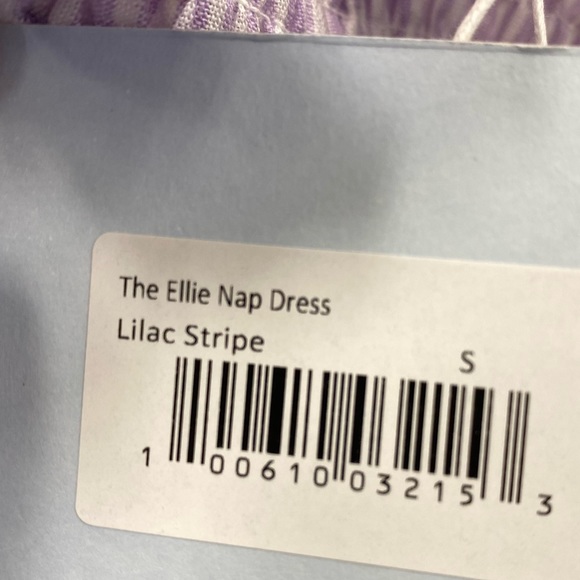 The Ellie Nap Dress
Lilac Stripe
S
1 00610 03215 3